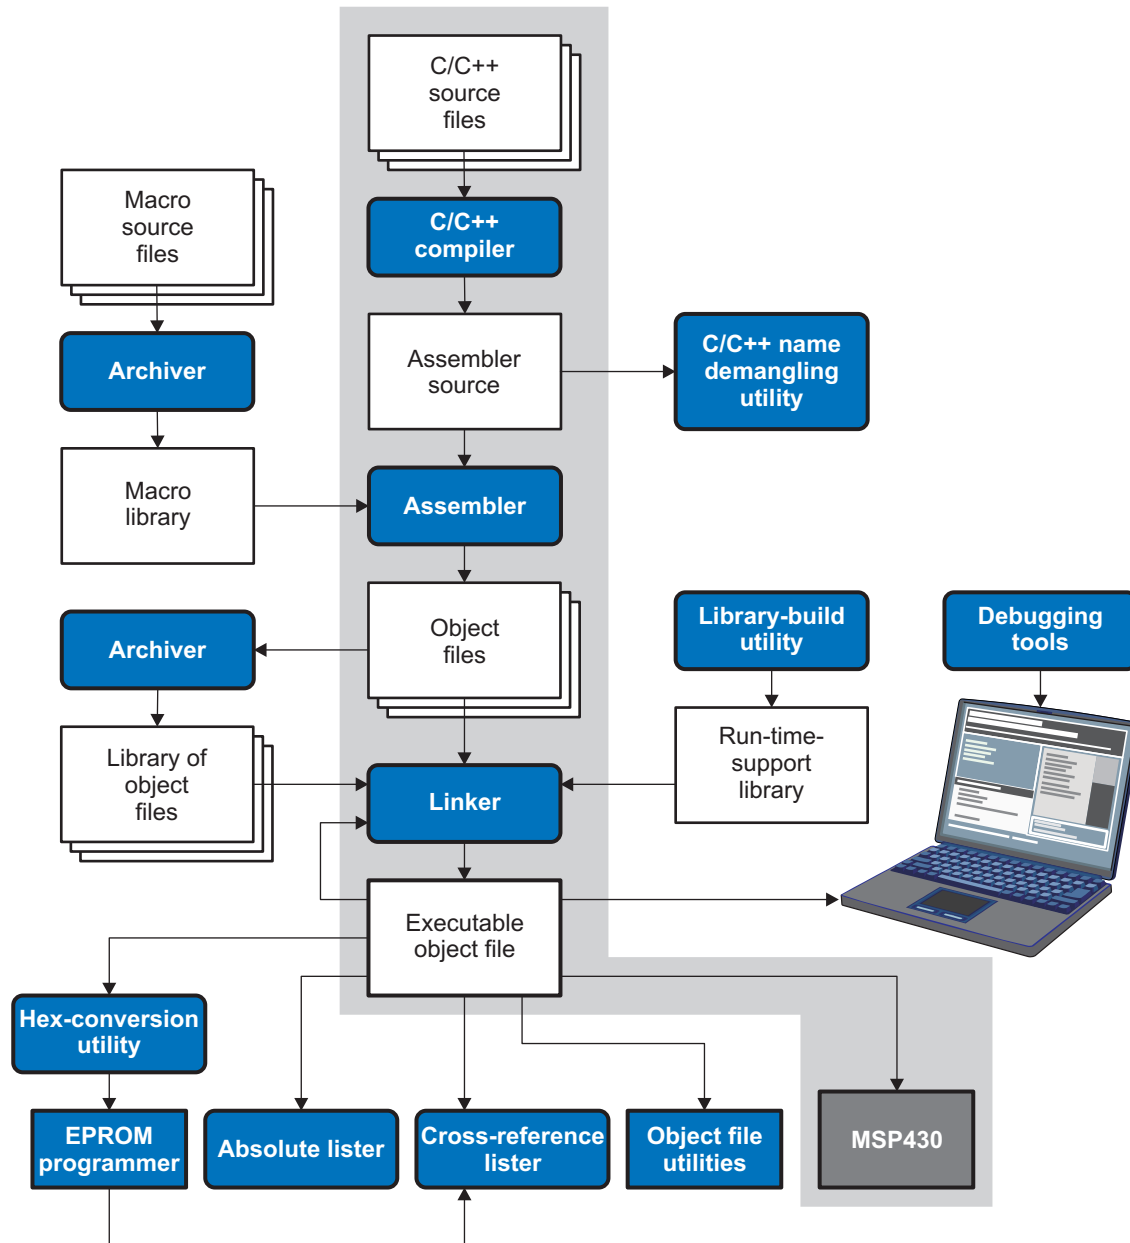 C/C++
source
files
Macro
source
files
C/C++
compiler
Archiver
Assembler
source
C/C++ name
demangling
utility
Macro
library
Assembler
Archiver
Object
files
Library-build
utility
Debugging
tools
Library of
object
files
Linker
Run-time-
support
library
Executable
object file
Hex-conversion
utility
EPROM
programmer
Absolute lister
Cross-reference
lister
Object file
utilities
MSP430